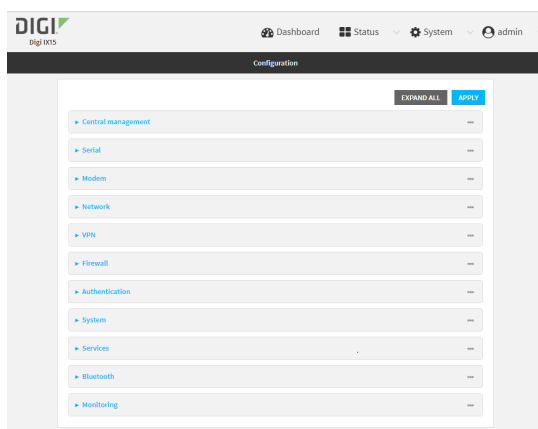 DIGI
Digi IX15
Dashboard Status System admin
Configuration
EXPAND ALL APPLY
Central management
Serial
Modem
Network
VPN
Firewall
Authentication
System
Services
Bluetooth
Monitoring